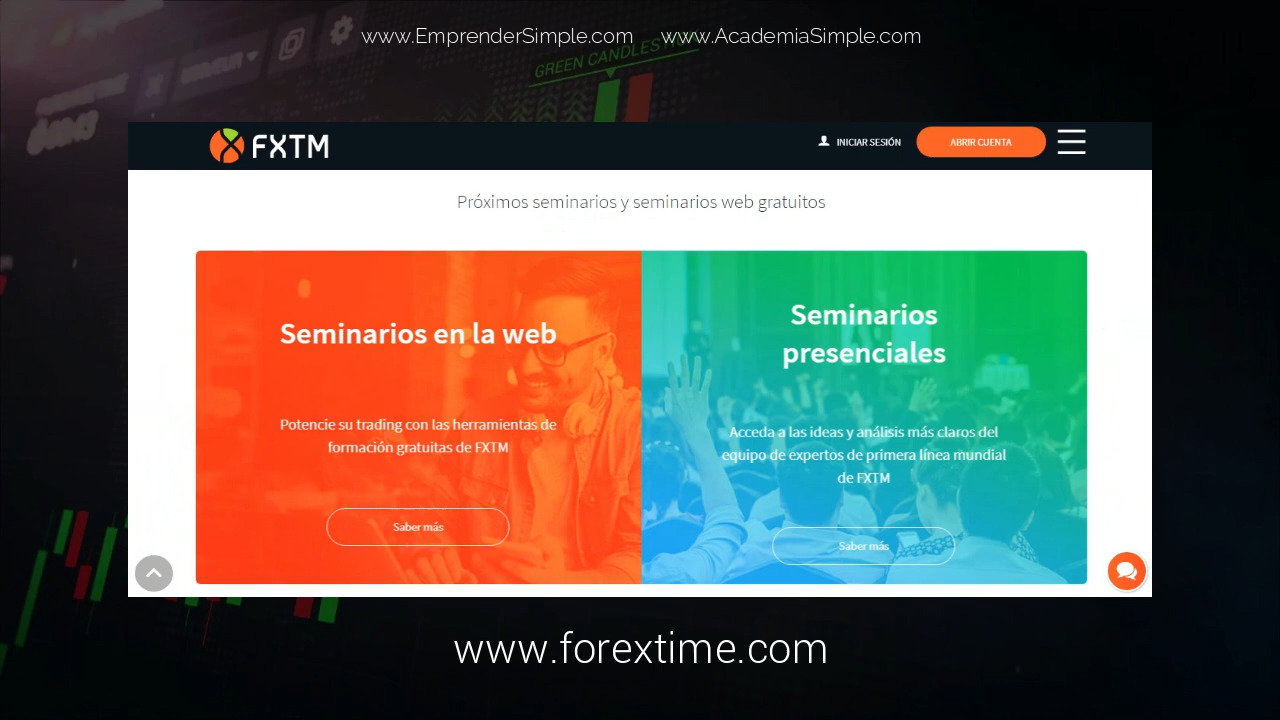 www.EmprenderSimple.com www.AcademiaSimple.com
GREEN CANDLESTIC
FXTM
INICIAR SESIÓN
ABRIR CUENTA
Próximos seminarios y seminarios web gratuitos
Seminarios en la web
Potencie su trading con las herramientas de
formación gratuitas de FXTM
Saber más
Seminarios
presenciales
Acceda a las ideas y análisis más claros del
equipo de expertos de primera línea mundial
de FXTM
Saber más
www.forextime.com